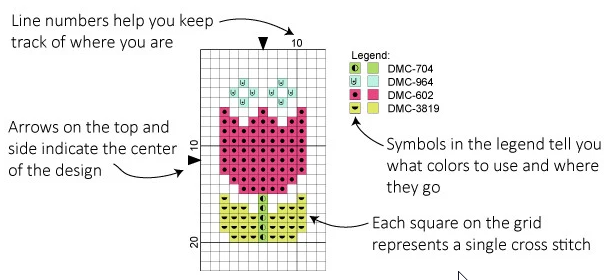 Line numbers help you keep
track of where you are
10
Legend:
DMC-704
DMC-964
DMC-602
DMC-3819
Arrows on the top and
side indicate the center
of the design
10
Symbols in the legend tell you
what colors to use and where
they go
Each square on the grid
represents a single cross stitch
20